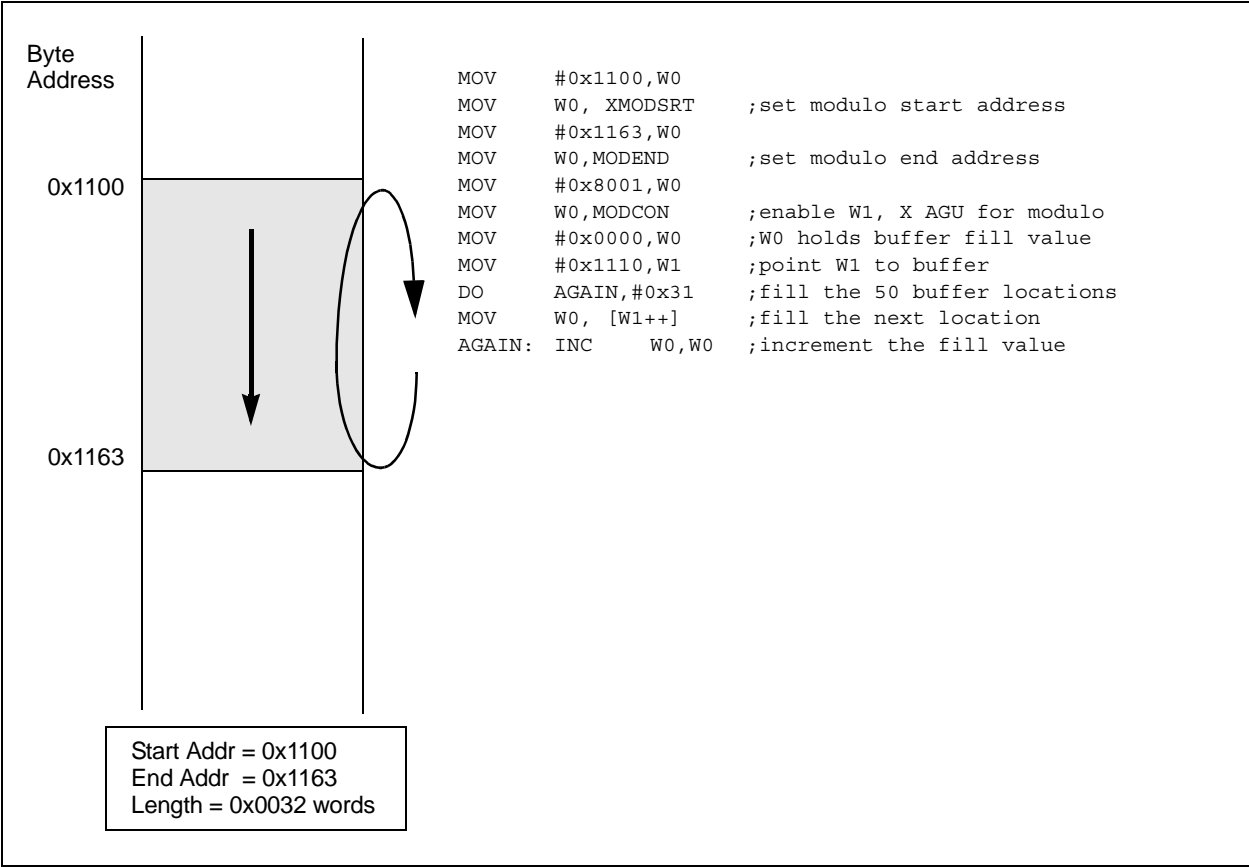 Byte
Address
0x1100
0x1163
MOV #0x1100,W0
MOV W0, XMODSRT ;set modulo start address
MOV #0x1163,W0
MOV W0,MODEND ;set modulo end address
MOV #0x8001,W0
MOV W0,MODCON ;enable W1, X AGU for modulo
MOV #0x0000,W0 ;W0 holds buffer fill value
MOV #0x1110,W1 ;point W1 to buffer
DO AGAIN,#0x31 ;fill the 50 buffer locations
MOV W0, [W1++] ;fill the next location
AGAIN: INC W0,W0 ;increment the fill value
Start Addr = 0x1100
End Addr = 0x1163
Length = 0x0032 words